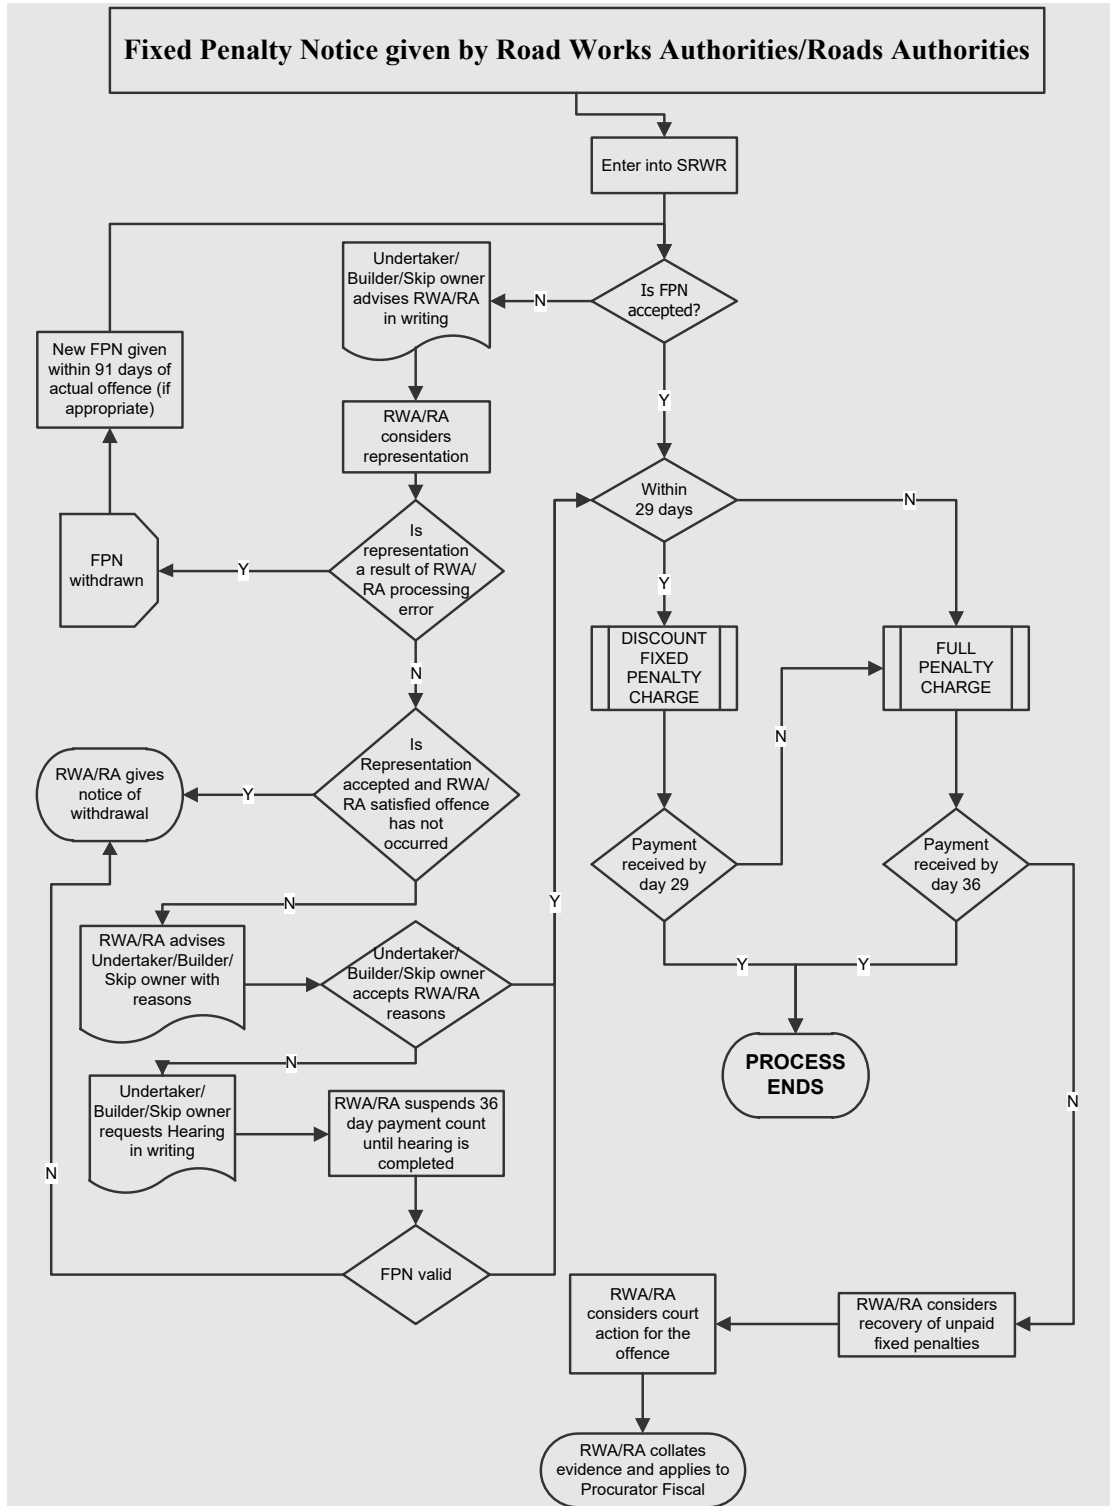 Fixed Penalty Notice given by Road Works Authorities/Roads Authorities
Enter into SRWR
Is FPN
accepted?
N
Undertaker/
Builder/Skip owner
advises RWA/RA
in writing
New FPN given
within 91 days of
actual offence (if
appropriate)
Y
RWA/RA
considers
representation
Within
29 days
N
Is
representation
a result of RWA/
RA processing
error
Y
FPN
withdrawn
Y
DISCOUNT
FIXED
PENALTY
CHARGE
FULL
PENALTY
CHARGE
N
N
Is
Representation
accepted and RWA/
RA satisfied offence
has not
occurred
Y
RWA/RA gives
notice of
withdrawal
Payment
received by
day 29
Payment
received by
day 36
N
Y
RWA/RA advises
Undertaker/Builder/
Skip owner with
reasons
Undertaker/
Builder/Skip owner
accepts RWA/RA
reasons
Y
Y
PROCESS
ENDS
N
Undertaker/
Builder/Skip owner
requests Hearing
in writing
RWA/RA suspends 36
day payment count
until hearing is
completed
N
N
FPN valid
RWA/RA
considers court
action for the
offence
RWA/RA considers
recovery of unpaid
fixed penalties
RWA/RA collates
evidence and applies to
Procurator Fiscal